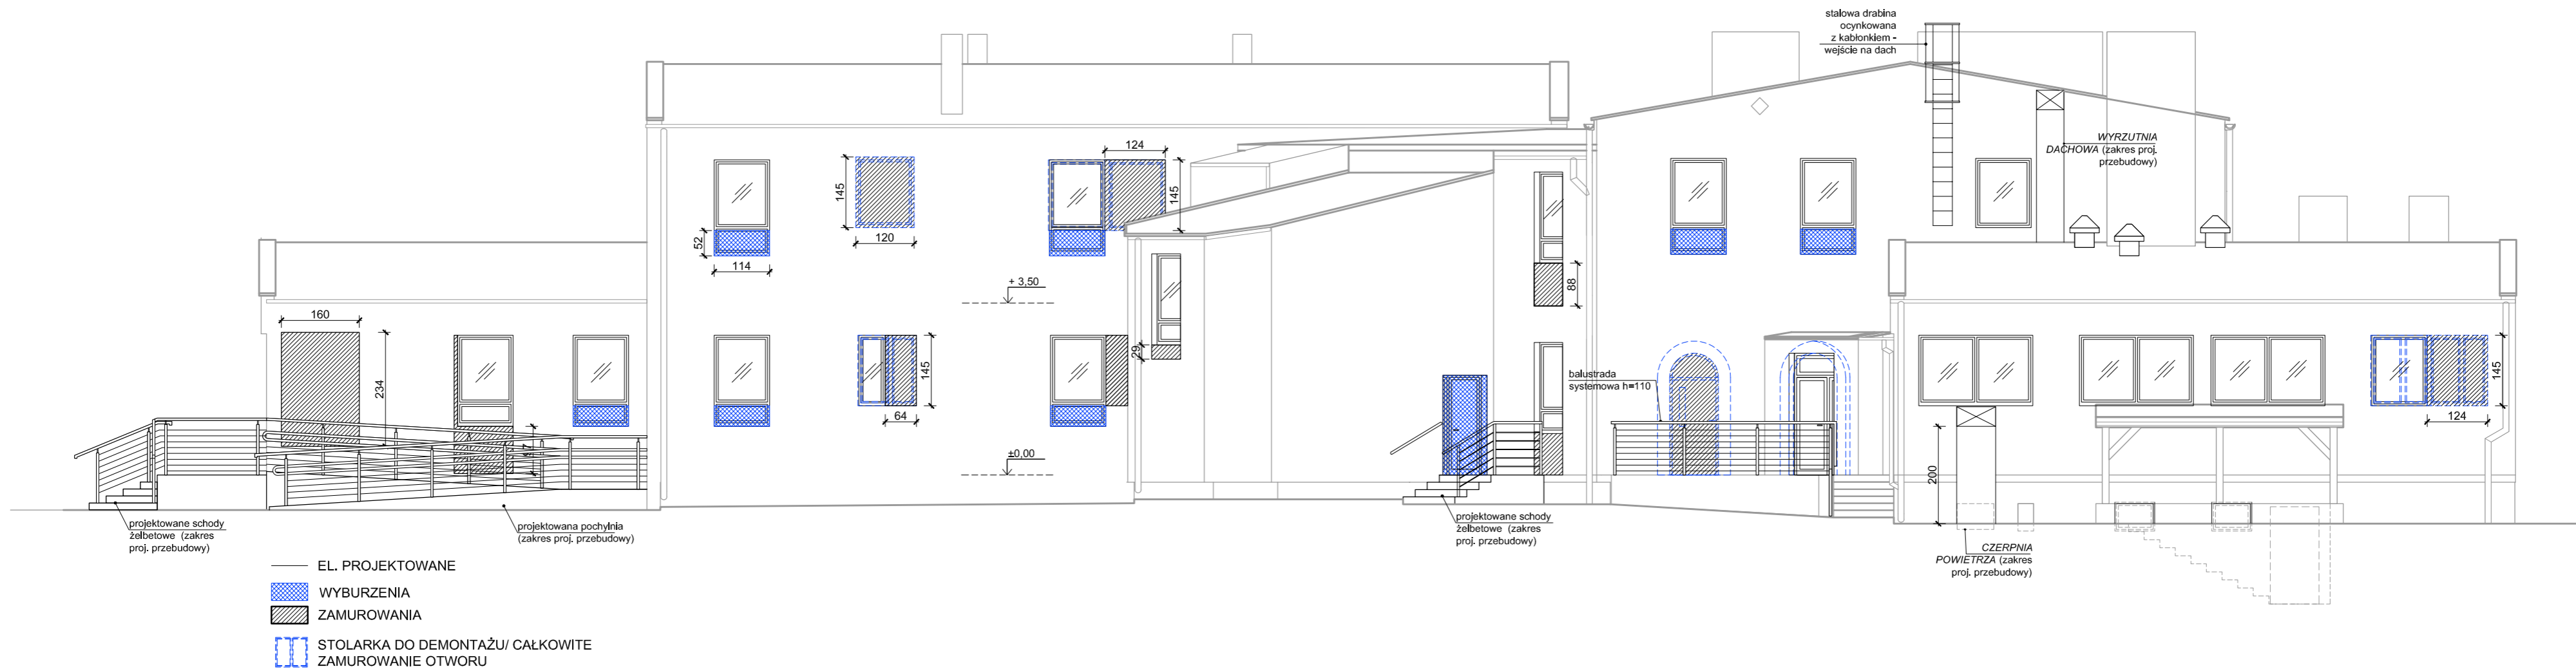 stalowa drabina
ocynkowana
z kabłonkiem -
wejście na dach
WYRZUTNIA
DACHOWA (zakres proj.
przebudowy)
124
145
145
120
52
114
+ 3,50
88
160
234
29
145
64
balustrada
systemowa h=110
145
124
±0,00
200
projektowane schody
żelbetowe (zakres
proj. przebudowy)
projektowana pochylnia
(zakres proj. przebudowy)
projektowane schody
żelbetowe (zakres
proj. przebudowy)
CZERPNIA
POWIETRZA (zakres
proj. przebudowy)
EL. PROJEKTOWANE
WYBURZENIA
ZAMUROWANIA
STOLARKA DO DEMONTAŻU/ CAŁKOWITE
ZAMUROWANIE OTWORU